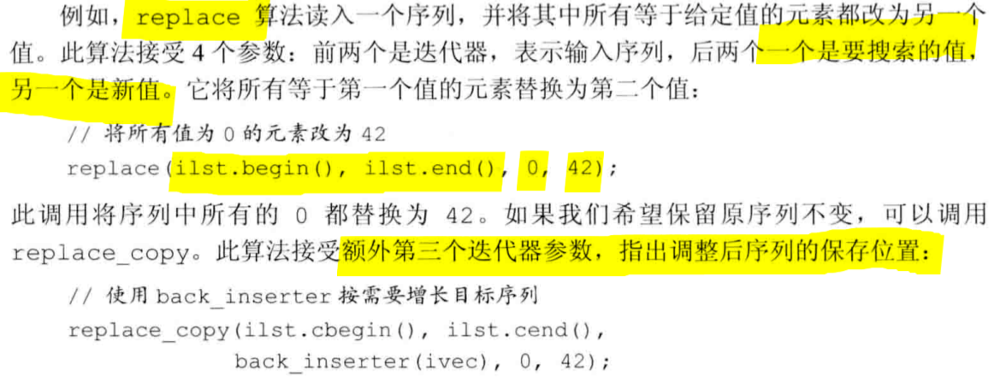 例如，replace 算法读入一个序列，并将其中所有等于给定值的元素都改为另一个
值。此算法接受 4 个参数：前两个是迭代器，表示输入序列，后两个一个是要搜索的值，
另一个是新值。它将所有等于第一个值的元素替换为第二个值：
// 将所有值为 0 的元素改为 42
replace(ilst.begin(), ilst.end(), 0, 42);
此调用将序列中所有的 0 都替换为 42。如果我们希望保留原序列不变，可以调用
replace_copy。此算法接受额外第三个迭代器参数，指出调整后序列的保存位置：
// 使用 back_inserter 按需要增长目标序列
replace_copy(ilst.cbegin(), ilst.cend(),
back_inserter(ivec), 0, 42);